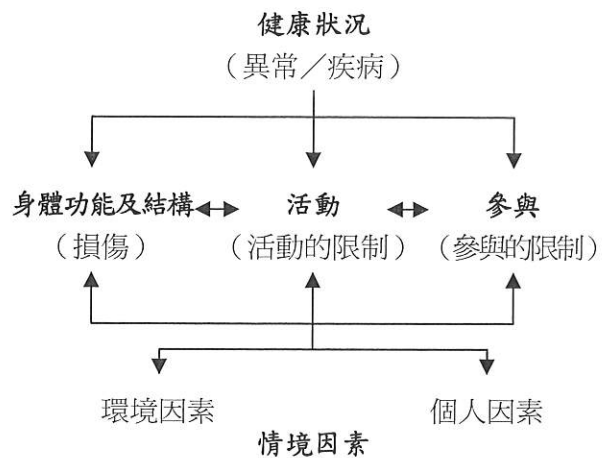 健康狀況
（異常／疾病）
身體功能及結構 活動 參與
（損傷） （活動的限制） （參與的限制）
環境因素 個人因素
情境因素